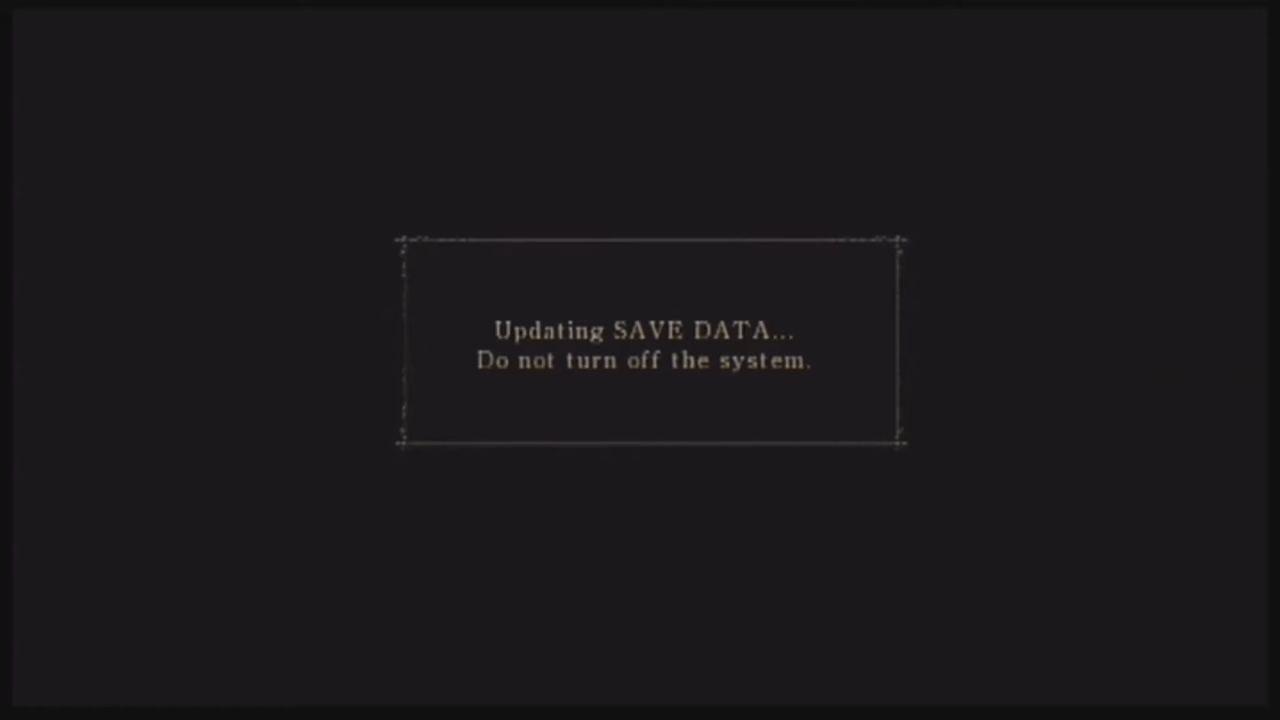 Updating SAVE DATA...
Do not turn off the system.